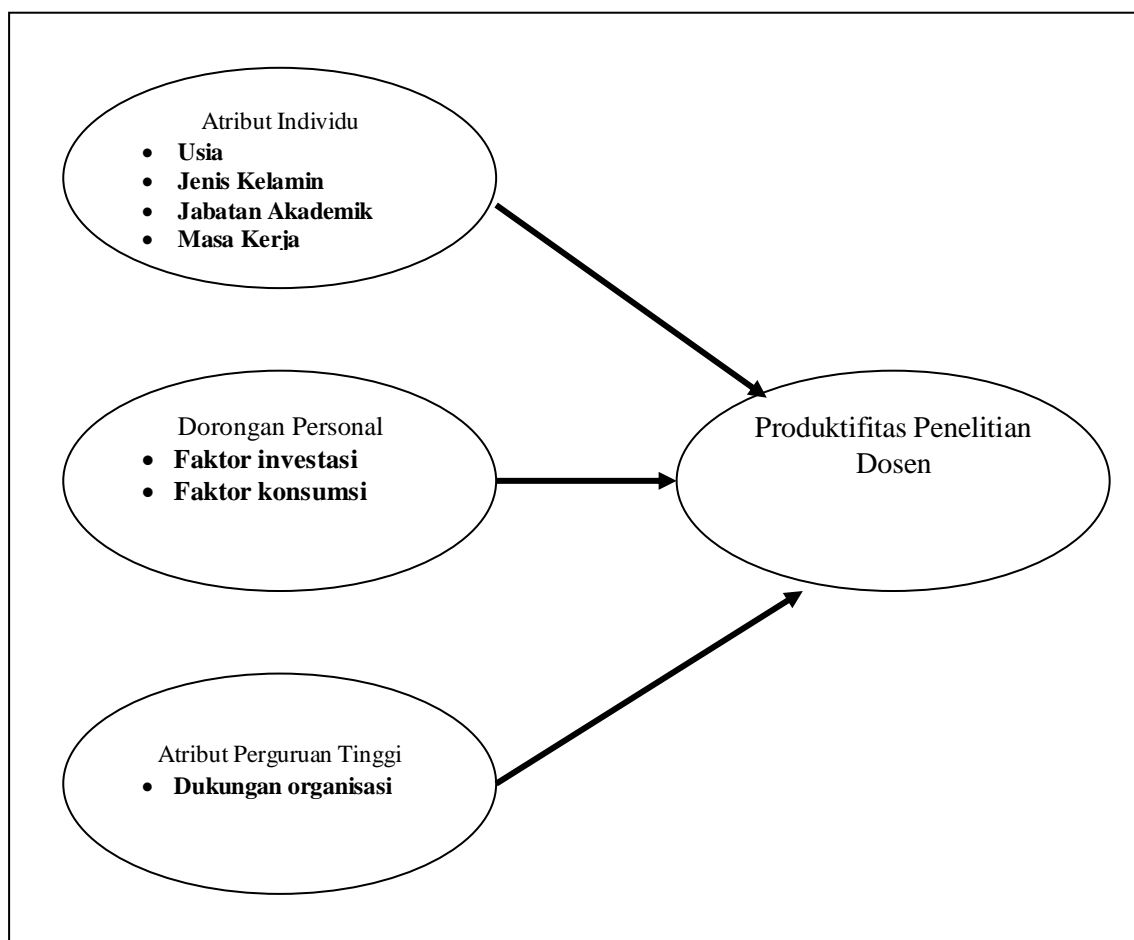 Atribut Individu
• Usia
• Jenis Kelamin
• Jabatan Akademik
• Masa Kerja
Dorongan Personal
• Faktor investasi
• Faktor konsumsi
Produktifitas Penelitian
Dosen
Atribut Perguruan Tinggi
• Dukungan organisasi